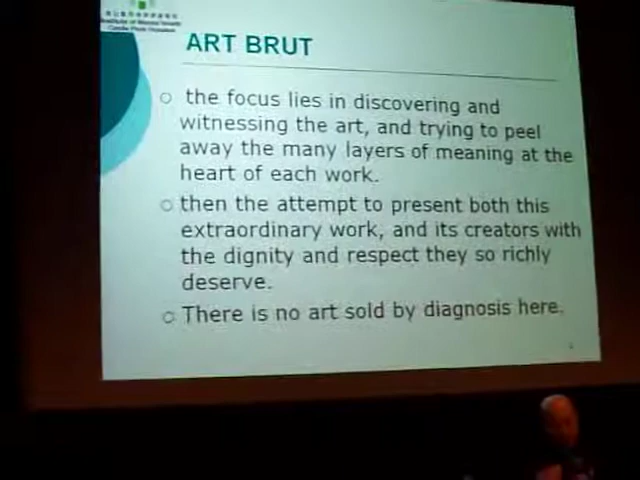 ART BRUT
the focus lies in discovering and
witnessing the art, and trying to peel
away the many layers of meaning at the
heart of each work.
then the attempt to present both this
extraordinary work, and its creators with
the dignity and respect they so richly
deserve.
There is no art sold by diagnosis here.